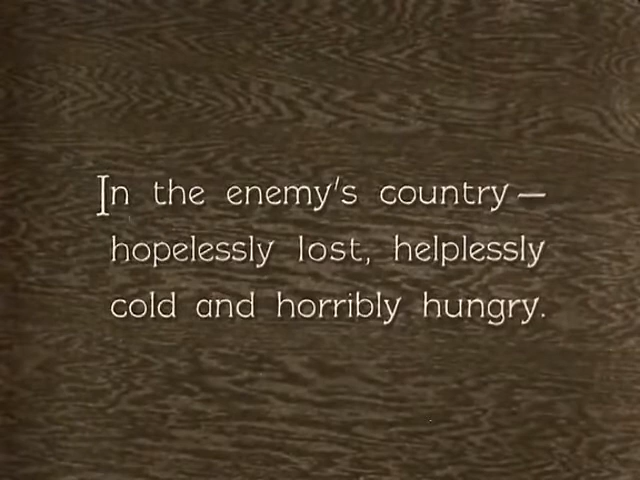 In the enemy's country—
hopelessly lost, helplessly
cold and horribly hungry.